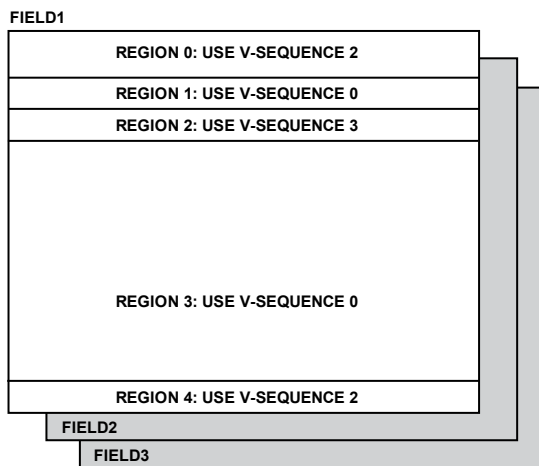 FIELD1
REGION 0: USE V-SEQUENCE 2
REGION 1: USE V-SEQUENCE 0
REGION 2: USE V-SEQUENCE 3
REGION 3: USE V-SEQUENCE 0
REGION 4: USE V-SEQUENCE 2
FIELD2
FIELD3